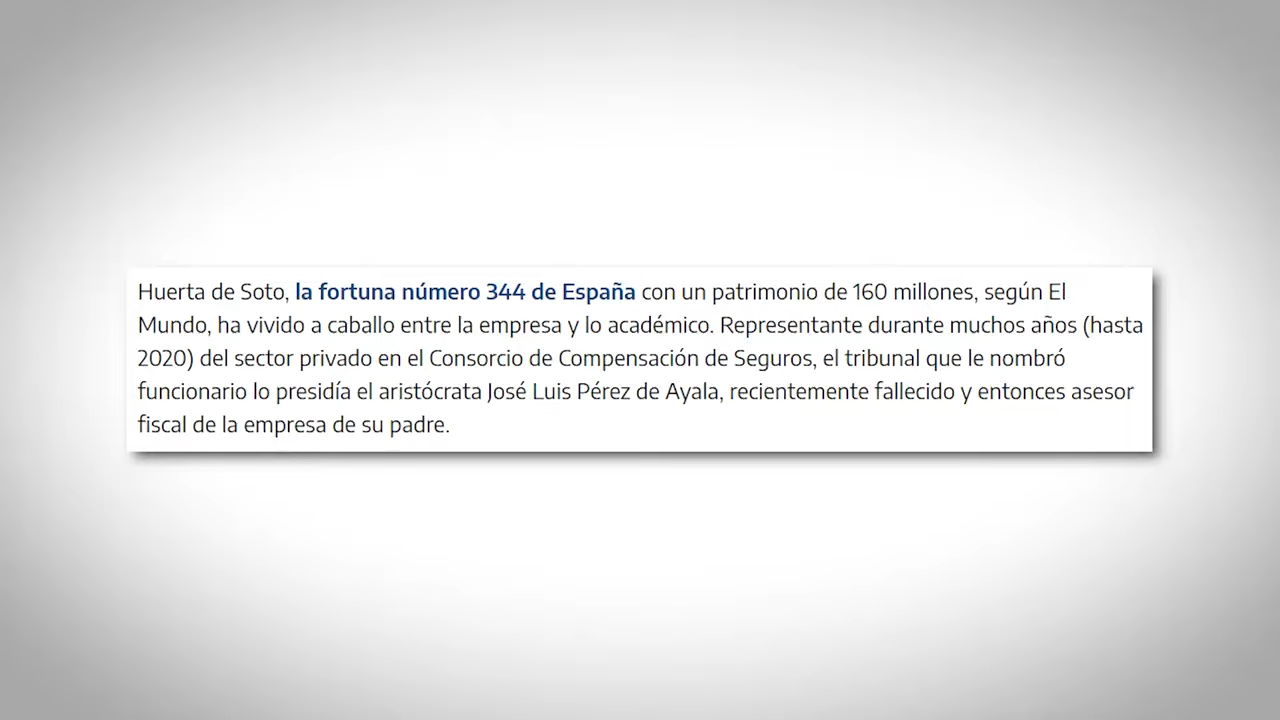 Huerta de Soto, la fortuna número 344 de España con un patrimonio de 160 millones, según El
Mundo, ha vivido a caballo entre la empresa y lo académico. Representante durante muchos años (hasta
2020) del sector privado en el Consorcio de Compensación de Seguros, el tribunal que le nombró
funcionario lo presidía el aristócrata José Luis Pérez de Ayala, recientemente fallecido y entonces asesor
fiscal de la empresa de su padre.